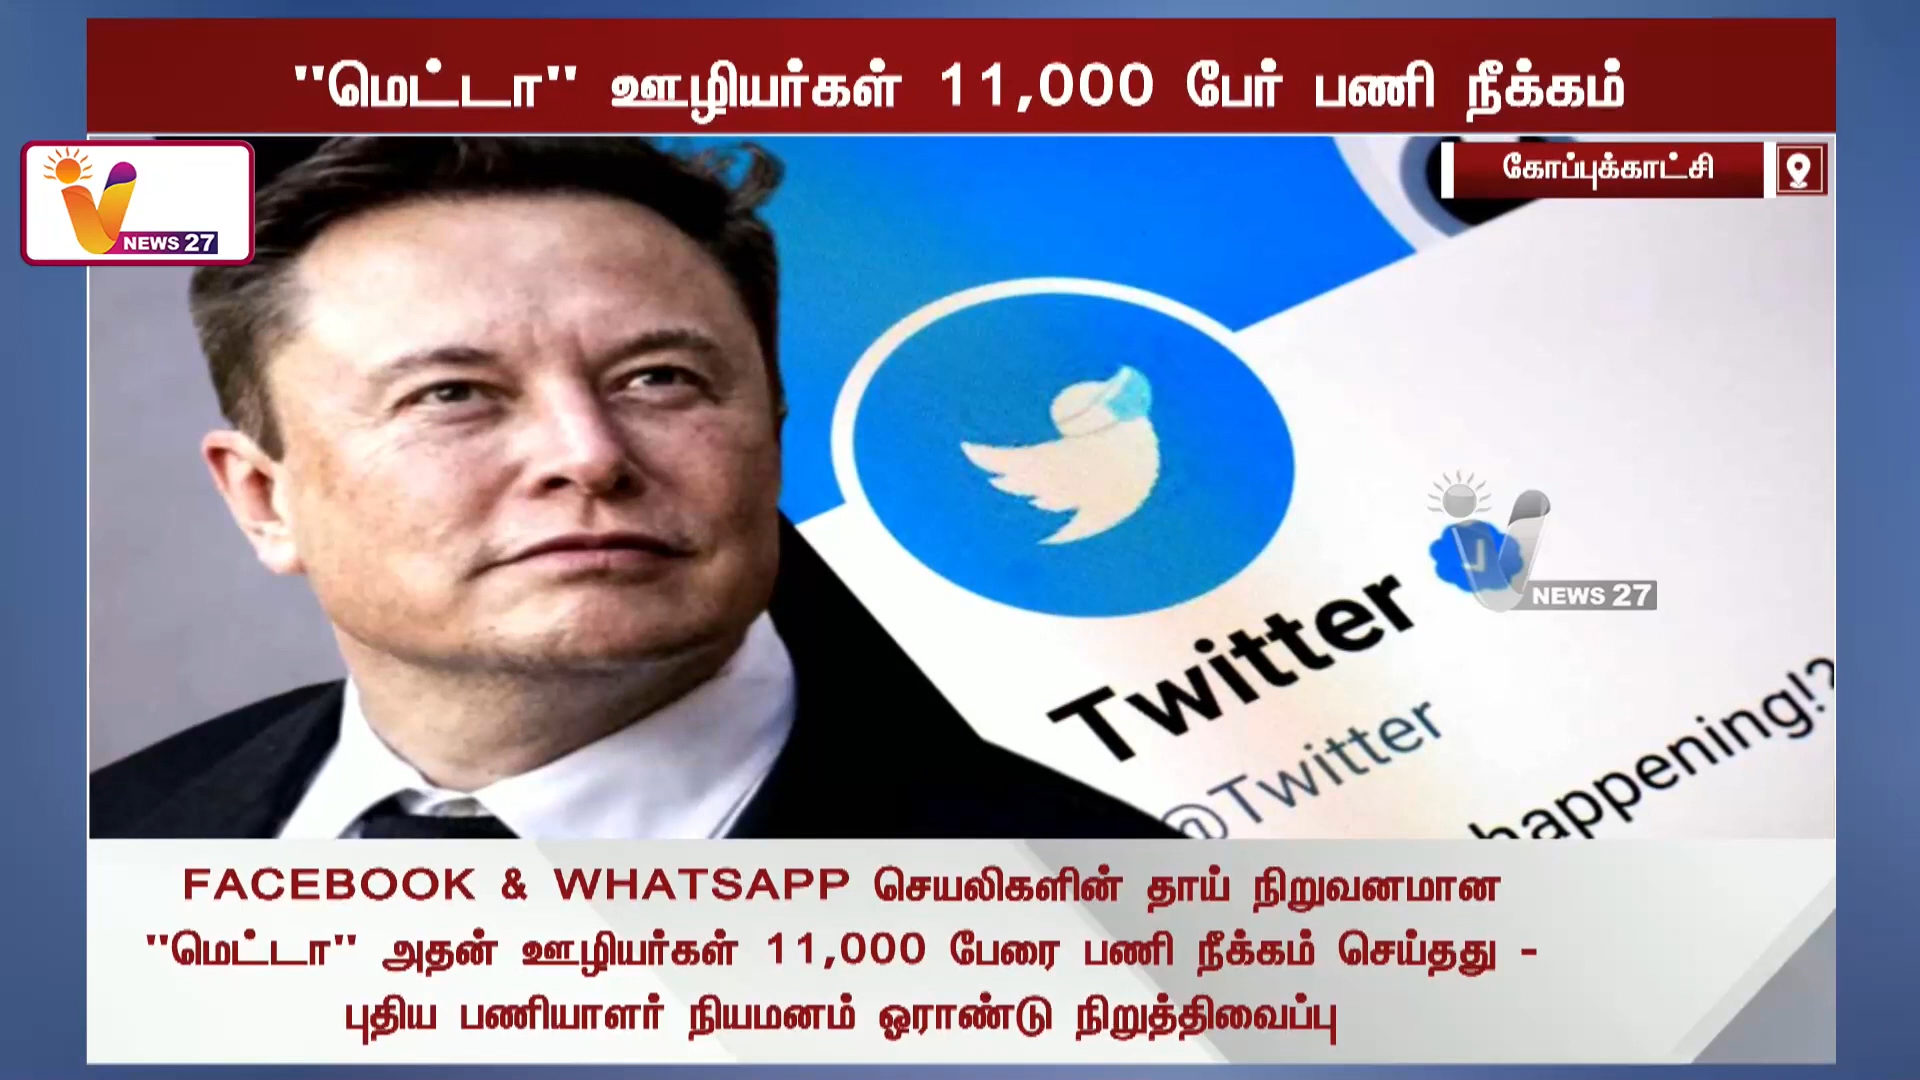 "மெட்டா" ஊழியர்கள் 11,000 பேர் பணி நீக்கம்
கோப்புக்காட்சி
NEWS 27
NEWS 27
Twitter
@Twitter
happening!?
FACEBOOK & WHATSAPP செயலிகளின் தாய் நிறுவனமான
"மெட்டா" அதன் ஊழியர்கள் 11,000 பேரை பணி நீக்கம் செய்தது -
புதிய பணியாளர் நியமனம் ஓராண்டு நிறுத்திவைப்பு